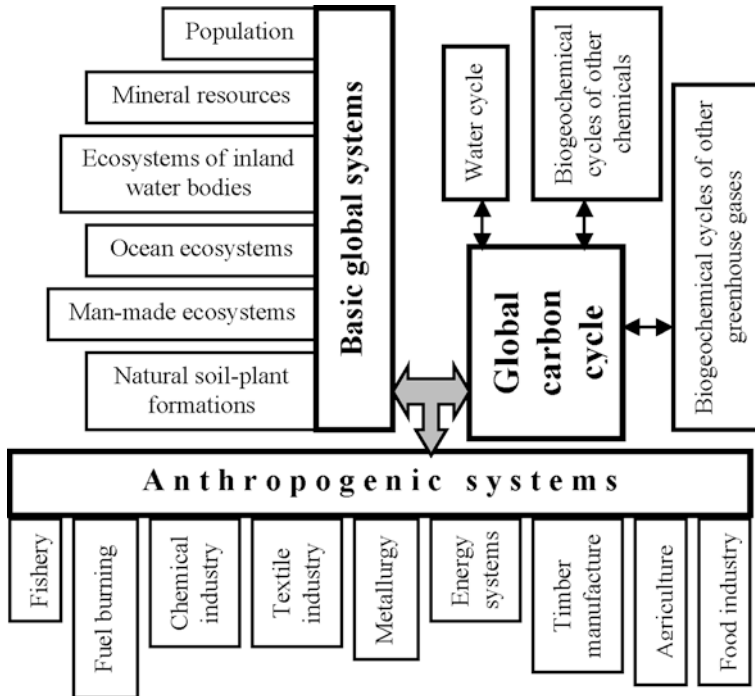 Population
Mineral resources
Ecosystems of inland
water bodies
Ocean ecosystems
Man-made ecosystems
Natural soil-plant
formations
Basic global systems
Water cycle
Biogeochemical
cycles of other
chemicals
Biogeochemical cycles of other
greenhouse gases
Global
carbon
cycle
Anthropogenic systems
Fishery
Fuel burning
Chemical
industry
Textile
industry
Metallurgy
Energy
systems
Timber
manufacture
Agriculture
Food industry